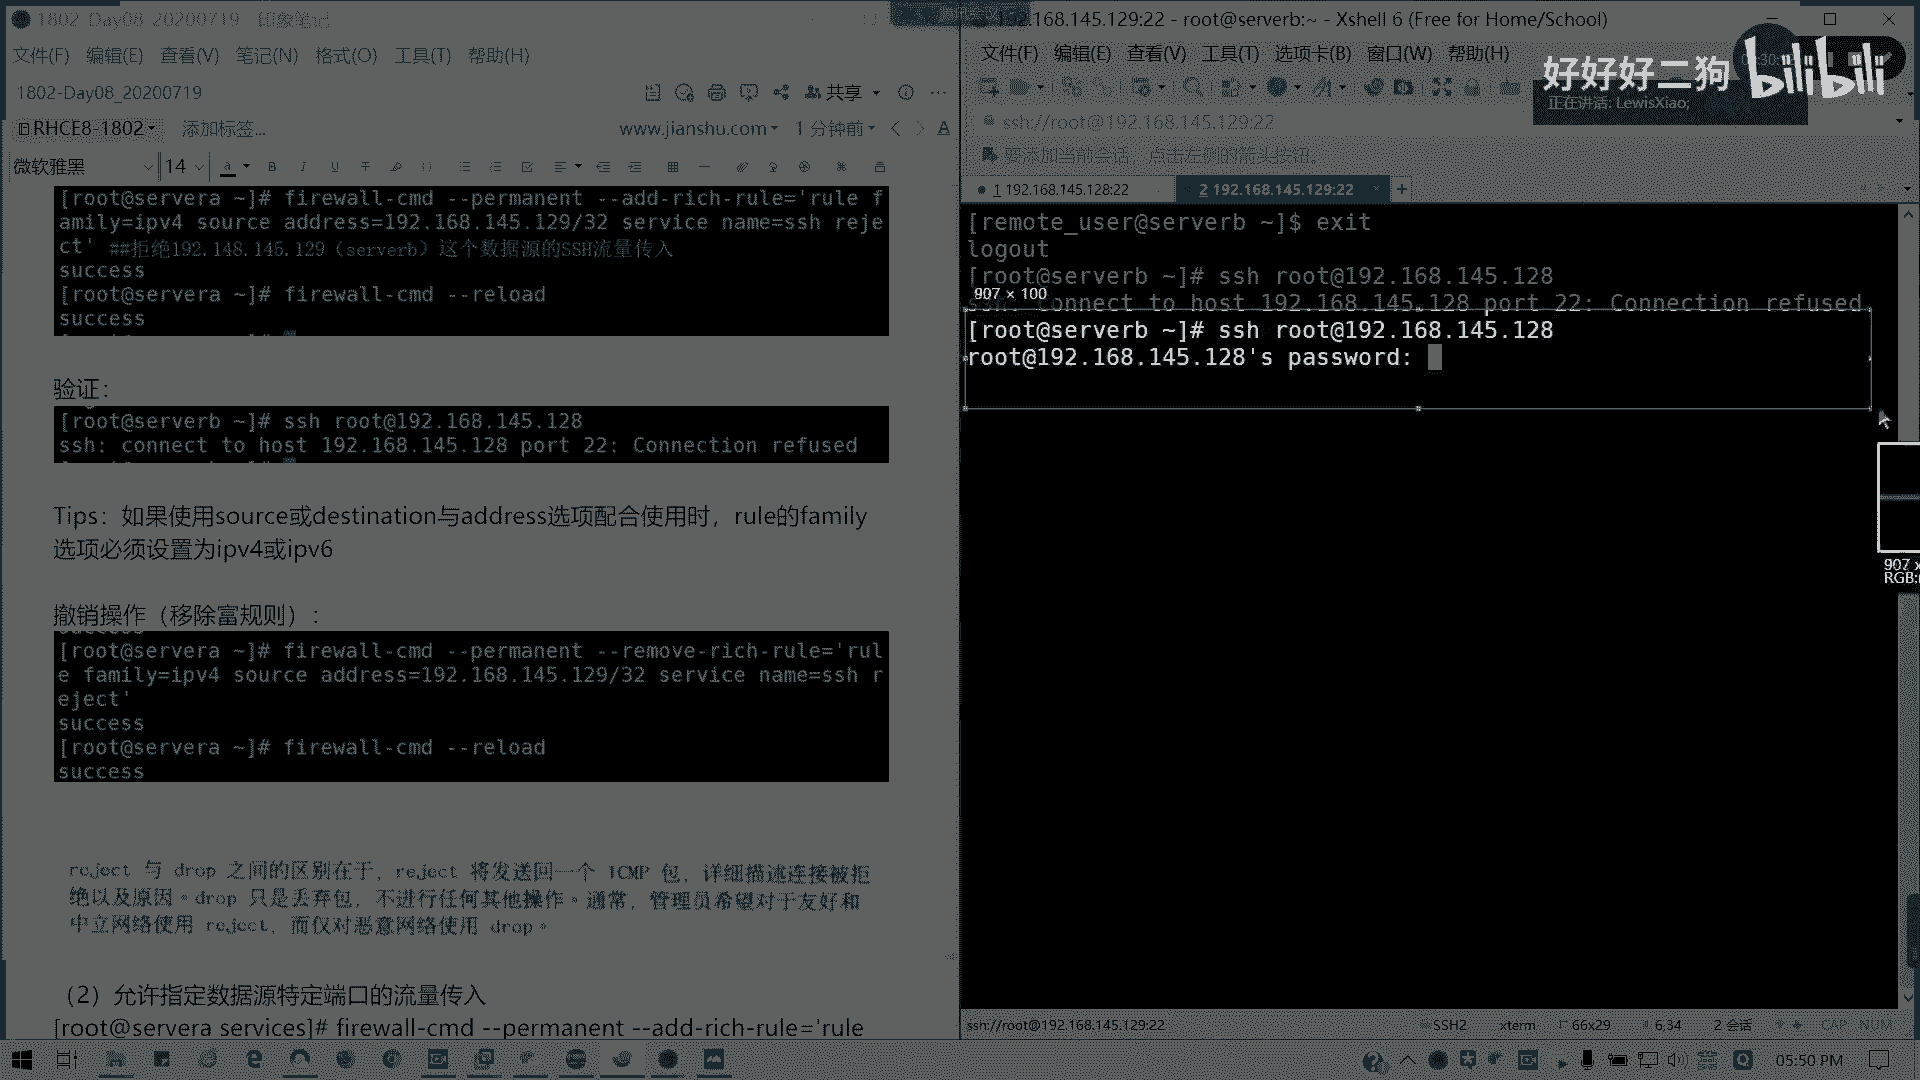 1802_Day08_20200719 - 印象笔记
文件(F) 编辑(E) 查看(V) 笔记(N) 格式(O) 工具(T) 帮助(H)
1802-Day08_20200719
共享
RHCE8-1802
添加标签...
www.jianshu.com
1 分钟前
微软雅黑
14
[root@servera ~]# firewall-cmd --permanent --add-rich-rule='rule f
amily=ipv4 source address=192.168.145.129/32 service name=ssh reje
ct' ##拒绝192.148.145.129（serverb）这个数据源的SSH流量传入
success
[root@servera ~]# firewall-cmd --reload
success
验证：
[root@serverb ~]# ssh root@192.168.145.128
ssh: connect to host 192.168.145.128 port 22: Connection refused
Tips：如果使用source或destination与address选项配合使用时，rule的family
选项必须设置为ipv4或ipv6
撤销操作（移除富规则）：
success
[root@servera ~]# firewall-cmd --permanent --remove-rich-rule='rul
e family=ipv4 source address=192.168.145.129/32 service name=ssh r
eject'
success
[root@servera ~]# firewall-cmd --reload
success
reject 与 drop 之间的区别在于，reject 将发送回一个 ICMP 包，详细描述连接被拒
绝以及原因。drop 只是丢弃包，不进行任何其他操作。通常，管理员希望对于友好和
中立网络使用 reject，而仅对恶意网络使用 drop。
（2）允许指定数据源特定端口的流量传入
[root@servera services]# firewall-cmd --permanent --add-rich-rule='rule
192.168.145.129:22 - root@serverb:~ - Xshell 6 (Free for Home/School)
文件(F) 编辑(E) 查看(V) 工具(T) 选项卡(B) 窗口(W) 帮助(H)
好好好二狗 bilibili
正在讲话: LewisXiao;
ssh://root@192.168.145.129:22
要添加当前会话，点击左侧的箭头按钮。
1 192.168.145.128:22
2 192.168.145.129:22
[remote_user@serverb ~]$ exit
logout
[root@serverb ~]# ssh root@192.168.145.128
907 × 100
connect to host 192.168.145.128 port 22: Connection refused
[root@serverb ~]# ssh root@192.168.145.128
root@192.168.145.128's password:
907 x
RGB:
ssh://root@192.168.145.129:22
SSH2
xterm
66x29
6,34
2 会话
CAP NUM
05:50 PM